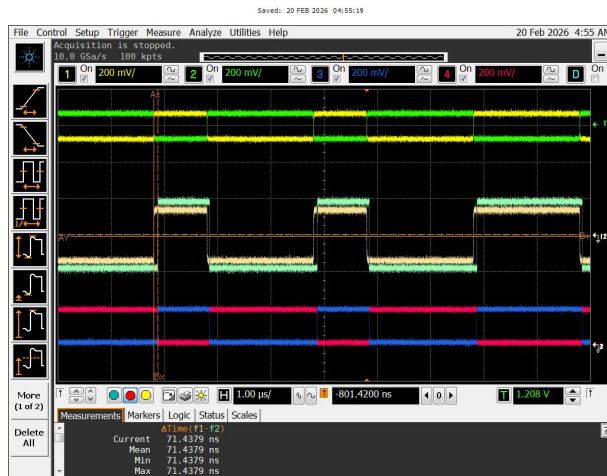 Saved:  20 FEB 2026  04:55:19
File  Control  Setup  Trigger  Measure  Analyze  Utilities  Help
20 Feb 2026  4:55 AM
Acquisition is stopped.
10.0 GSa/s   100 kpts
1  On  200 mV/  2  On  200 mV/  3  On  200 mV/  4  On  200 mV/  D  On
Ax
T
AY
Bx
More
(1 of 2)
H  1.00 µs/  -801.4200 ns  0  T  1.208 V
Delete
All
Measurements  Markers  Logic  Status  Scales
ΔTime(f1-f2)
Current  71.4379 ns
Mean  71.4379 ns
Min  71.4379 ns
Max  71.4379 ns